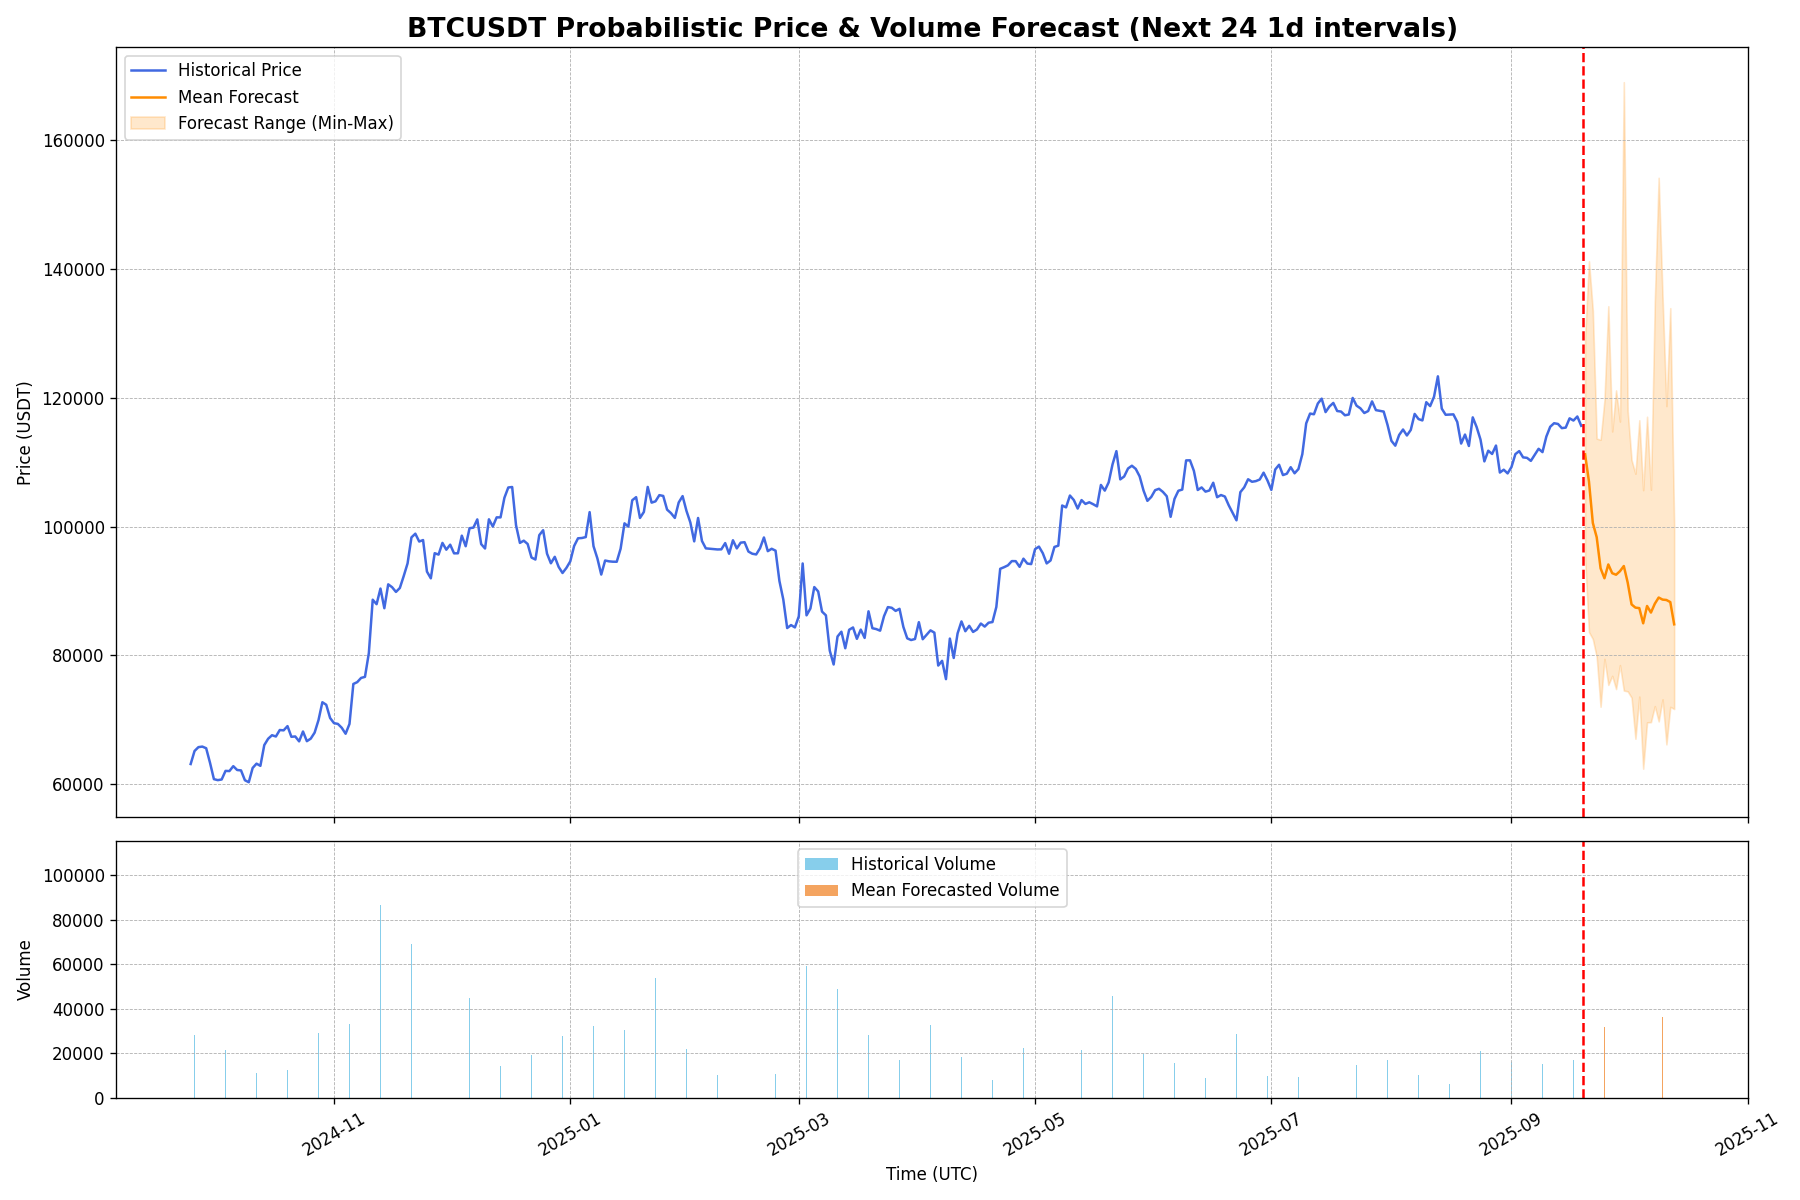 BTCUSDT Probabilistic Price & Volume Forecast (Next 24 1d intervals)
Historical Price
Mean Forecast
Forecast Range (Min-Max)
Price (USDT)
160000
140000
120000
100000
80000
60000
Historical Volume
Mean Forecasted Volume
Volume
100000
80000
60000
40000
20000
0
2024-11
2025-01
2025-03
2025-05
2025-07
2025-09
2025-11
Time (UTC)